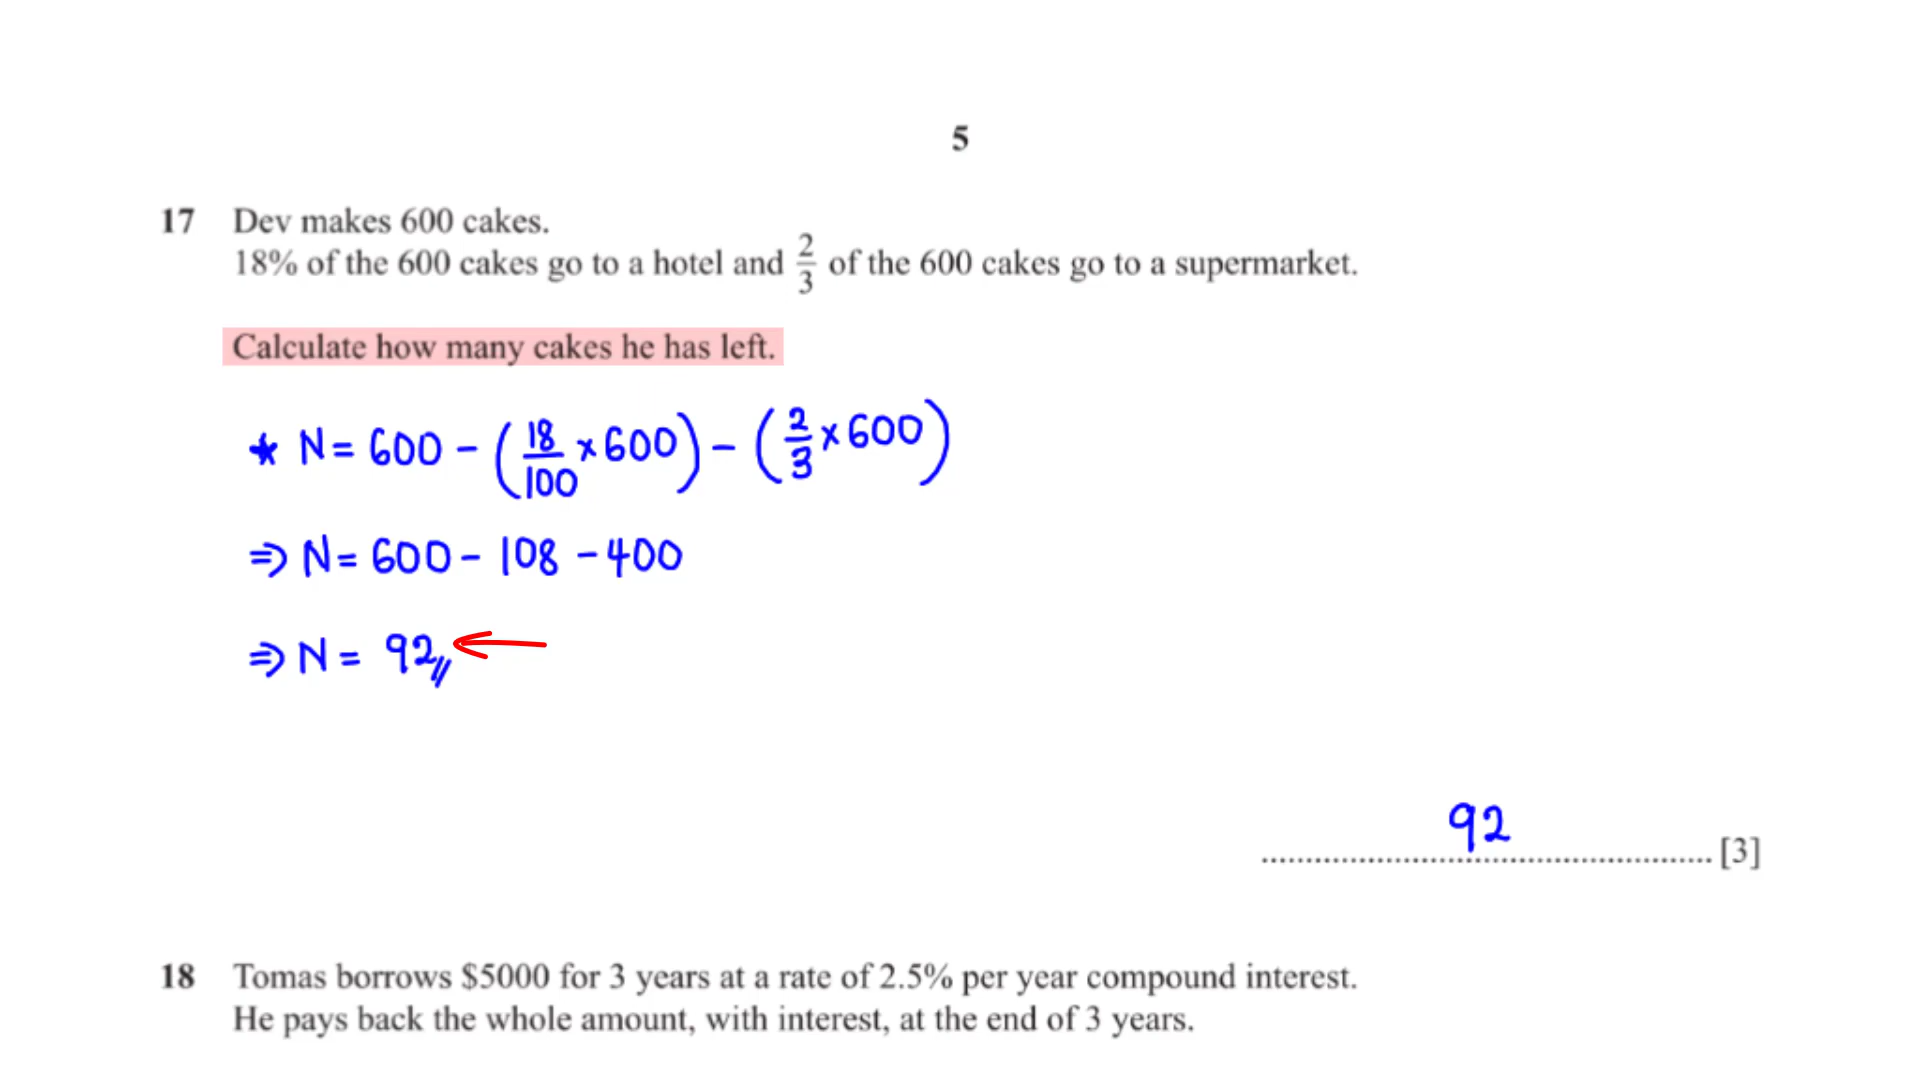 5
17 Dev makes 600 cakes.
18% of the 600 cakes go to a hotel and 2/3 of the 600 cakes go to a supermarket.
Calculate how many cakes he has left.
* N = 600 - (18/100 × 600) - (2/3 × 600)
⇒ N = 600 - 108 - 400
⇒ N = 92//
92
[3]
18 Tomas borrows $5000 for 3 years at a rate of 2.5% per year compound interest.
He pays back the whole amount, with interest, at the end of 3 years.